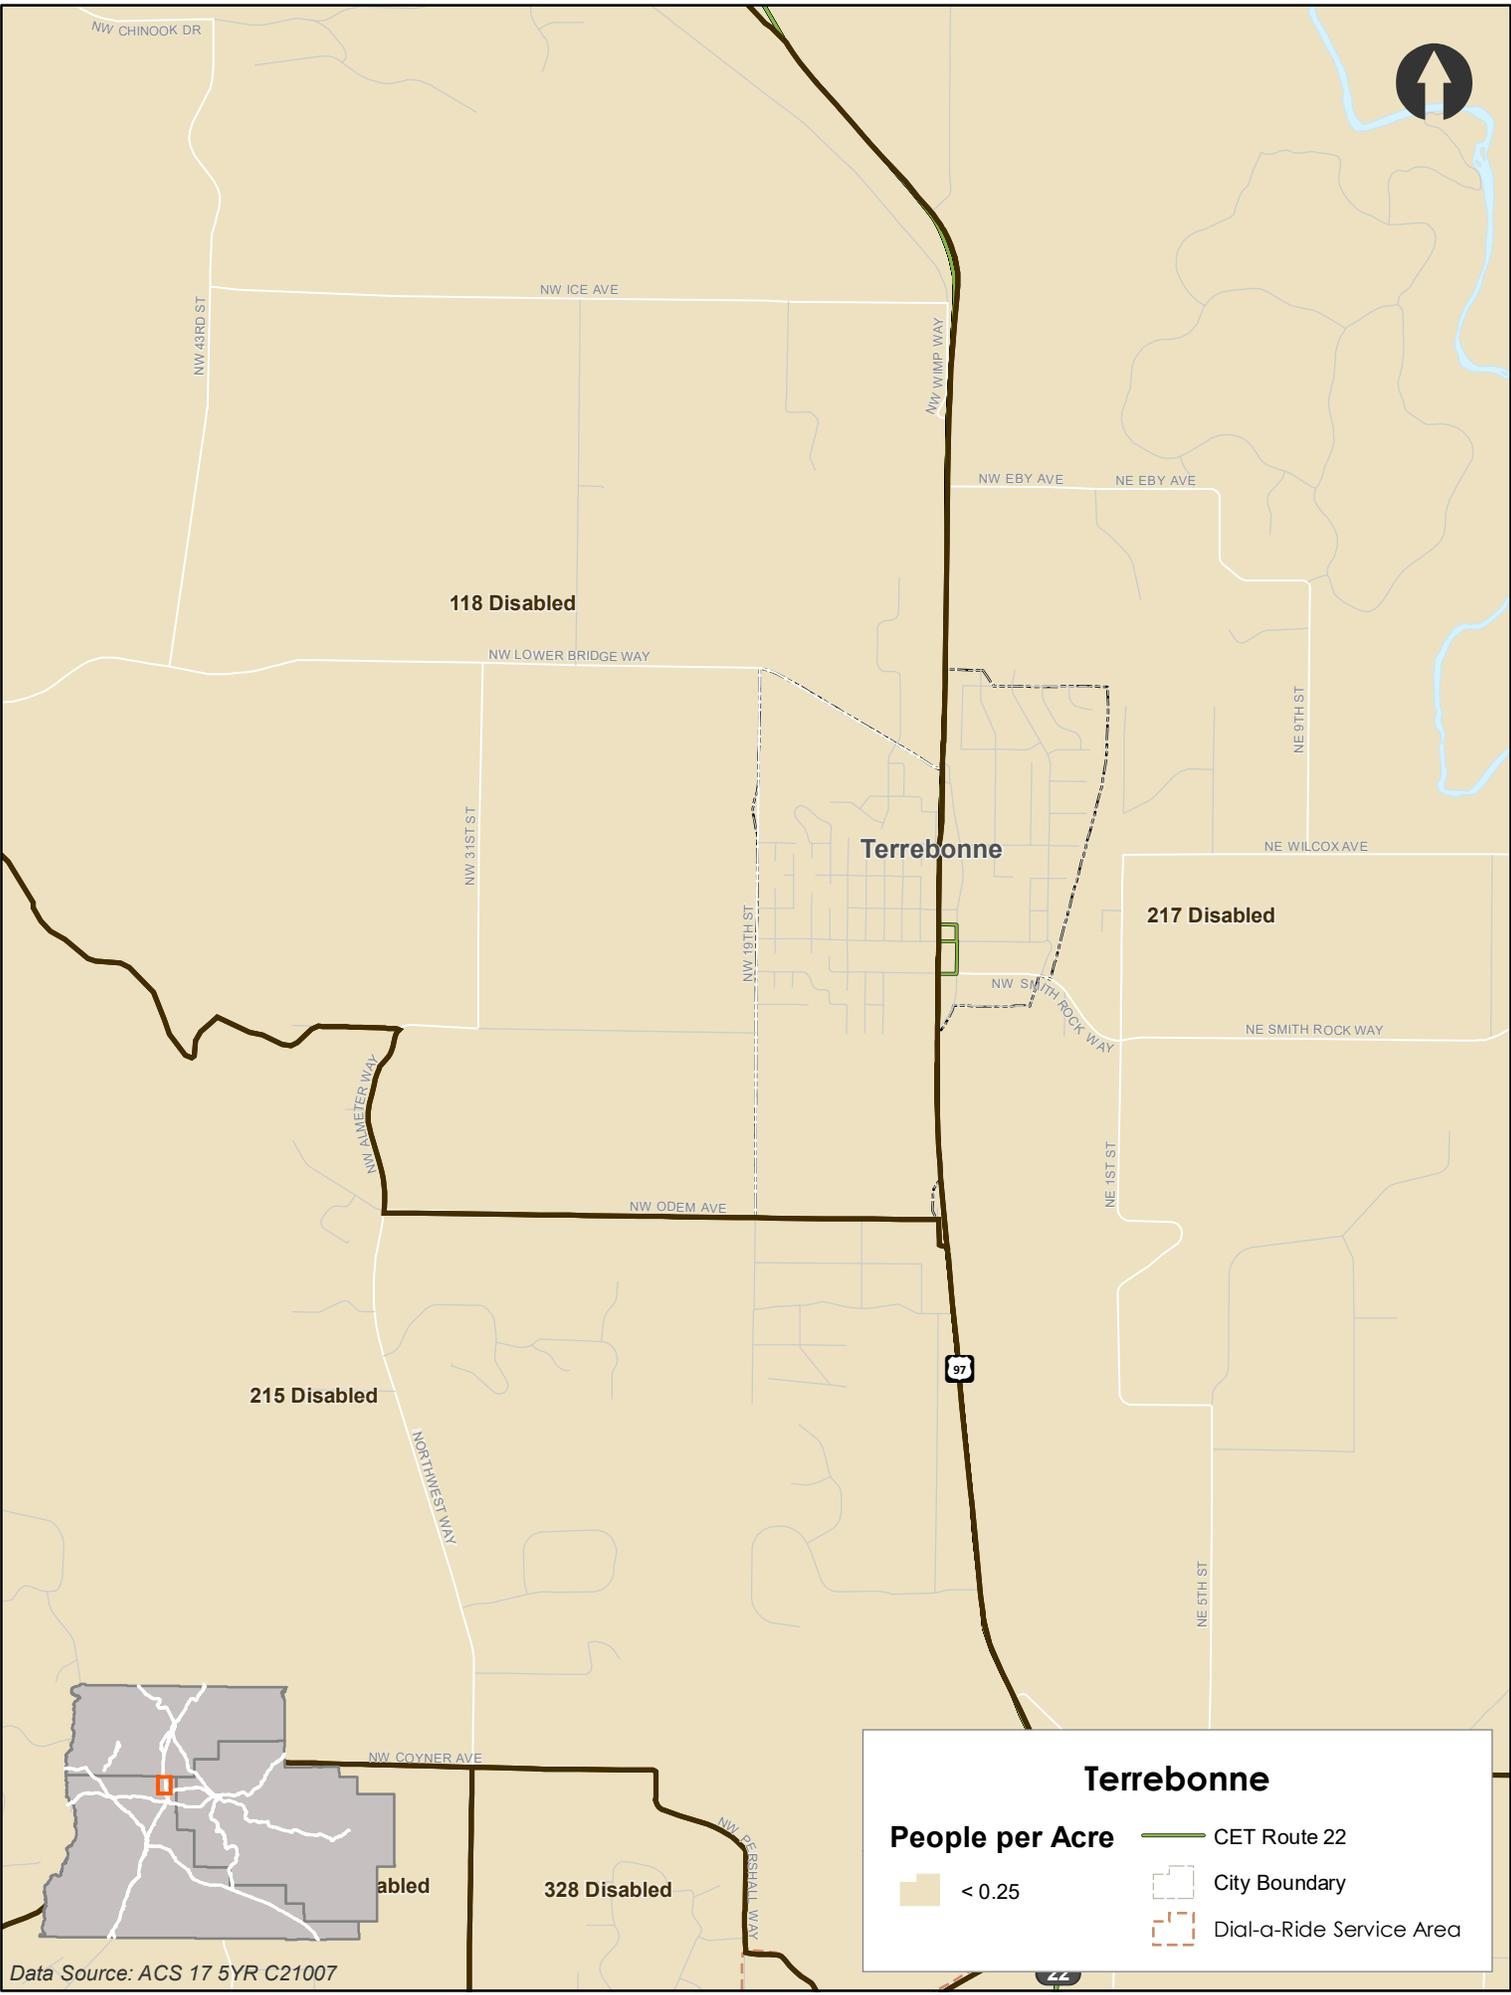 NW CHINOOK DR
NW ICE AVE
NW 43RD ST
NW WIMP WAY
NW EBY AVE
NE EBY AVE
118 Disabled
NW LOWER BRIDGE WAY
NE 9TH ST
NW 31ST ST
Terrebonne
NE WILCOX AVE
217 Disabled
NW 19TH ST
NW SMITH ROCK WAY
NE SMITH ROCK WAY
NW ALMETER WAY
NE 1ST ST
NW ODEM AVE
97
215 Disabled
NORTHWEST WAY
NE 5TH ST
NW COYNER AVE
NW PERSHALL WAY
abled
328 Disabled
Terrebonne
People per Acre
< 0.25
CET Route 22
City Boundary
Dial-a-Ride Service Area
22
Data Source: ACS 17 5YR C21007